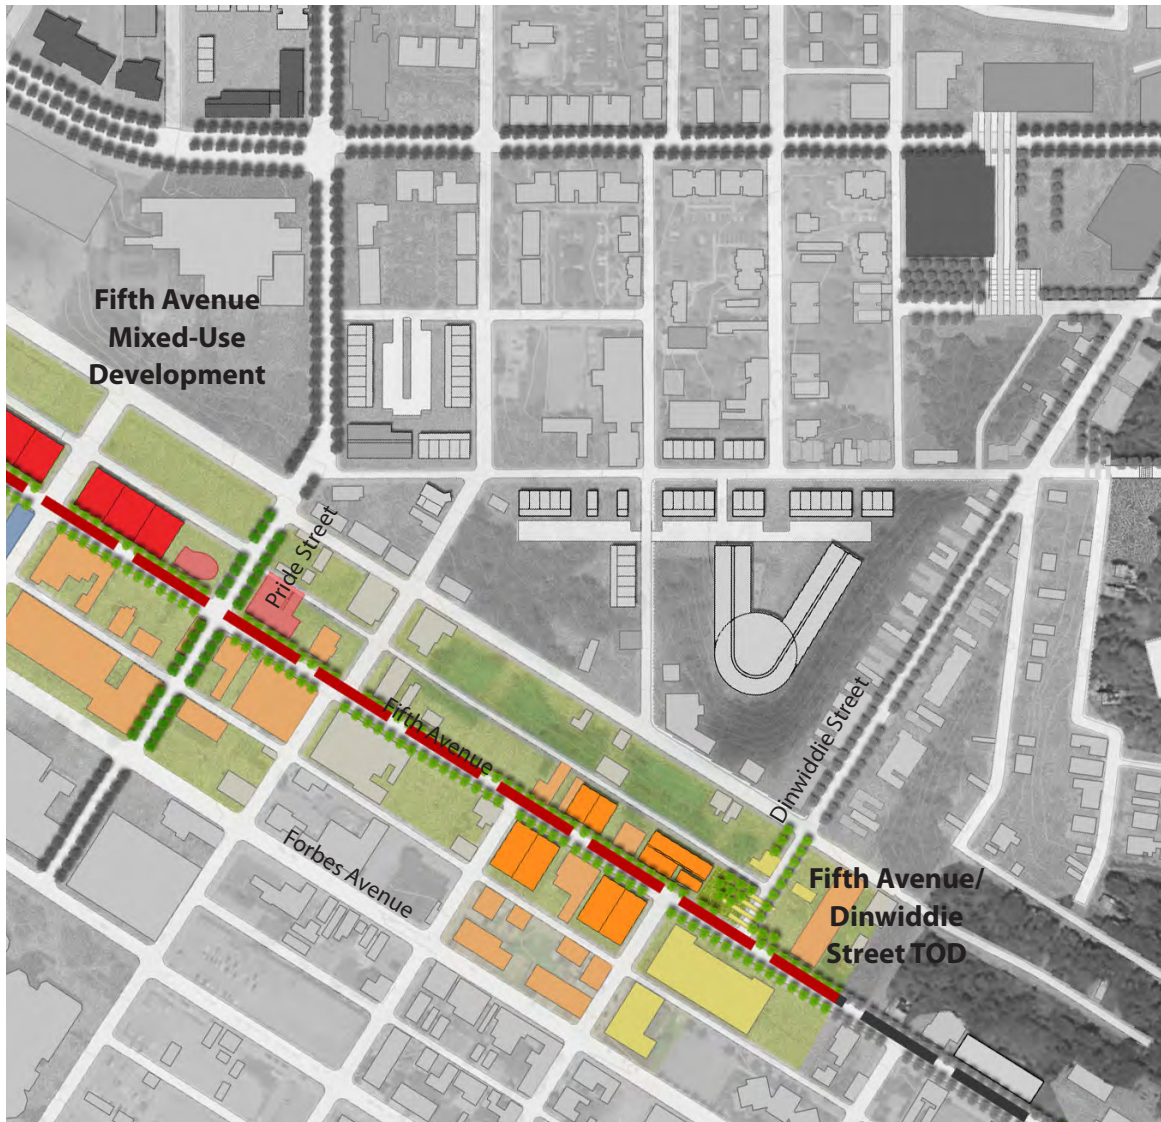 Fifth Avenue
Mixed-Use
Development
Pride Street
Fifth Avenue
Dinwiddie Street
Forbes Avenue
Fifth Avenue/
Dinwiddie
Street TOD